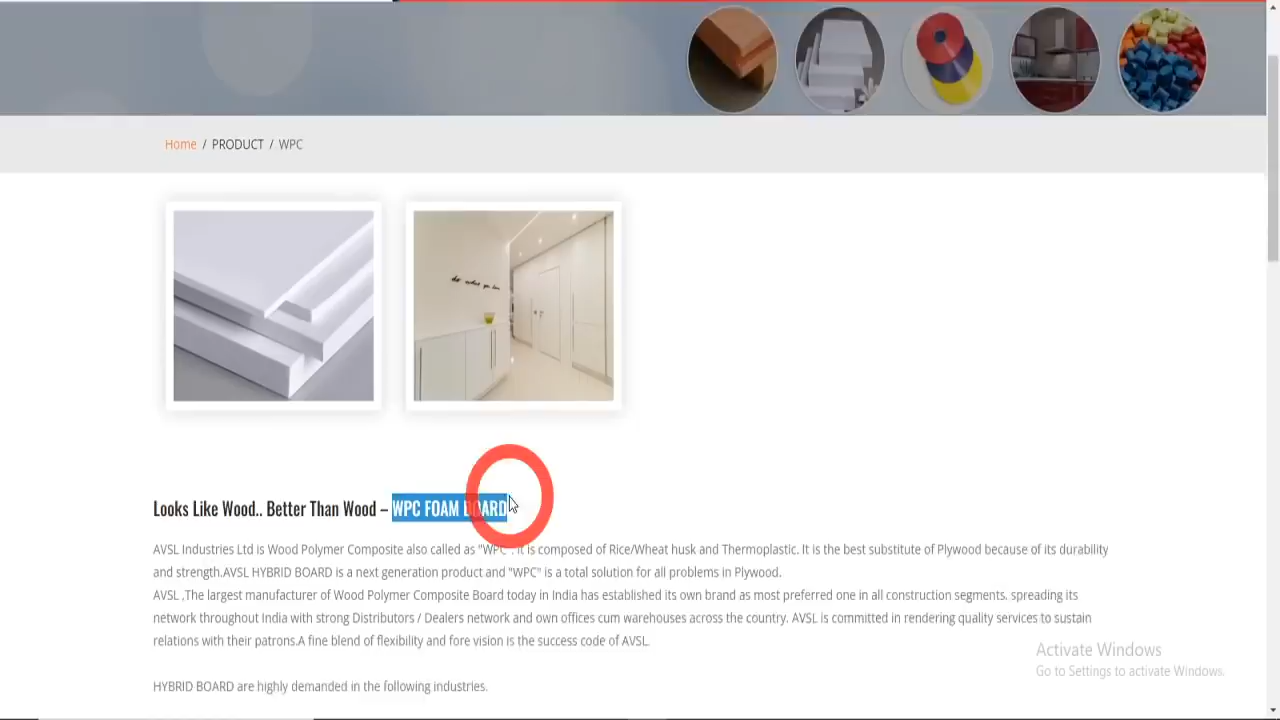 Home / PRODUCT / WPC
Looks Like Wood.. Better Than Wood – WPC FOAM BOARD
AVSL Industries Ltd is Wood Polymer Composite also called as "WPC". It is composed of Rice/Wheat husk and Thermoplastic. It is the best substitute of Plywood because of its durability
and strength.AVSL HYBRID BOARD is a next generation product and "WPC" is a total solution for all problems in Plywood.
AVSL ,The largest manufacturer of Wood Polymer Composite Board today in India has established its own brand as most preferred one in all construction segments. spreading its
network throughout India with strong Distributors / Dealers network and own offices cum warehouses across the country. AVSL is committed in rendering quality services to sustain
relations with their patrons.A fine blend of flexibility and fore vision is the success code of AVSL.
Activate Windows
Go to Settings to activate Windows.
HYBRID BOARD are highly demanded in the following industries.